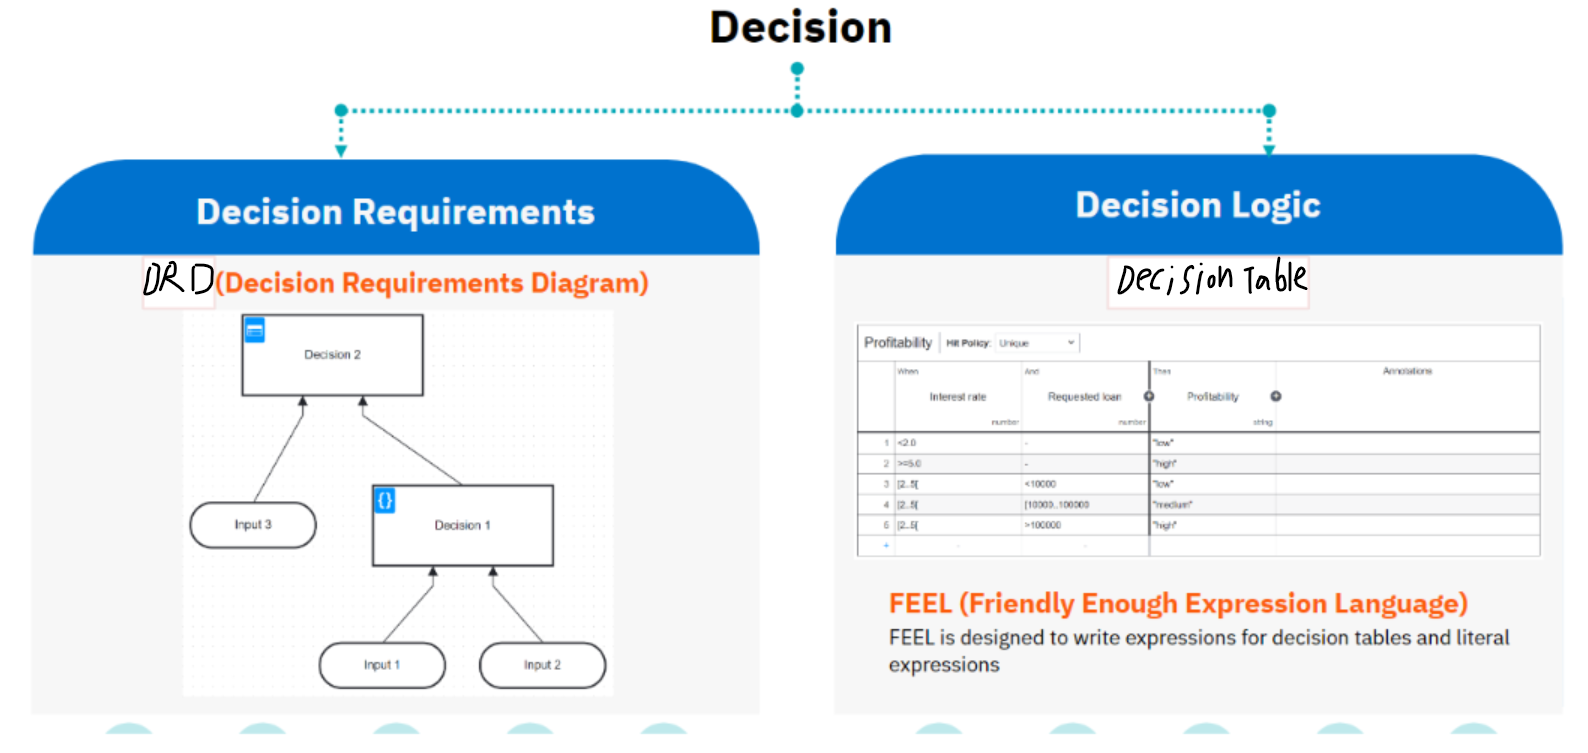 Decision
Decision Requirements
DRD (Decision Requirements Diagram)
Decision 2
Input 3
{}
Decision 1
Input 1
Input 2
Decision Logic
Decision Table
Profitability Hit Policy: Unique
When And Then Annotations
Interest rate Requested loan + Profitability +
number number string
1 <2.0 - "low"
2 >=5.0 - "high"
3 [2..5[ <10000 "low"
4 [2..5[ [10000..100000 "medium"
5 [2..5[ >100000 "high"
+ - -
FEEL (Friendly Enough Expression Language)
FEEL is designed to write expressions for decision tables and literal
expressions